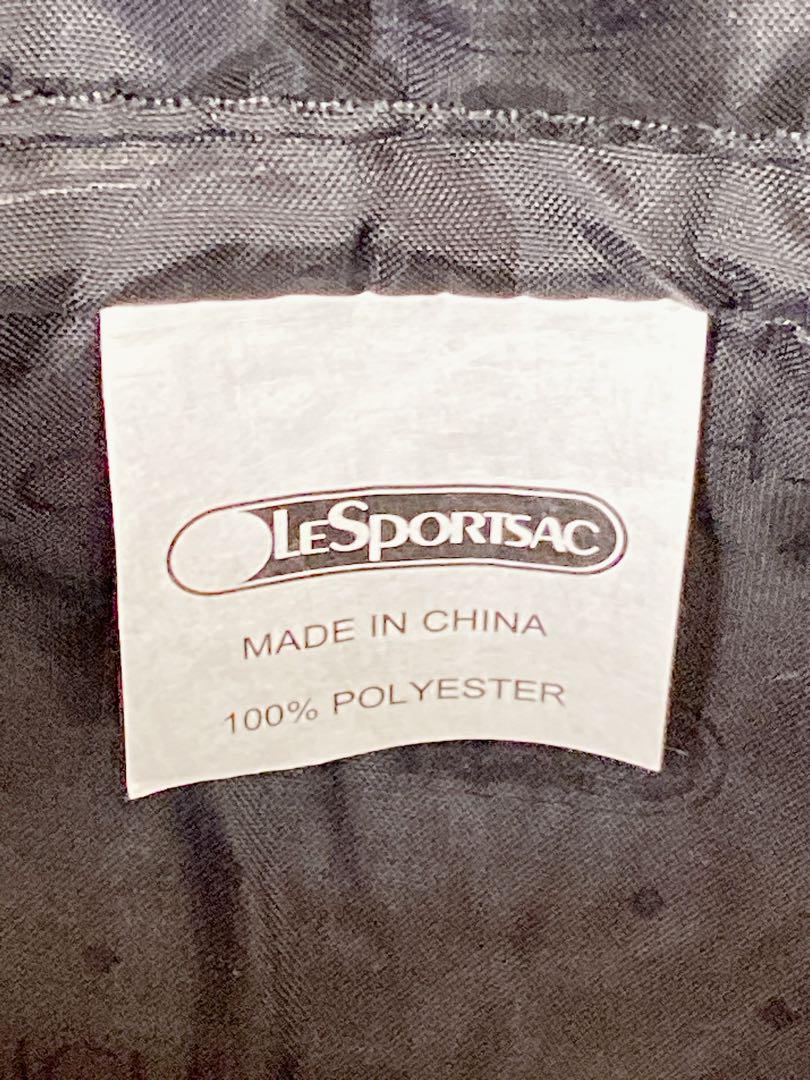 LESPORTSAC
MADE IN CHINA
100% POLYESTER